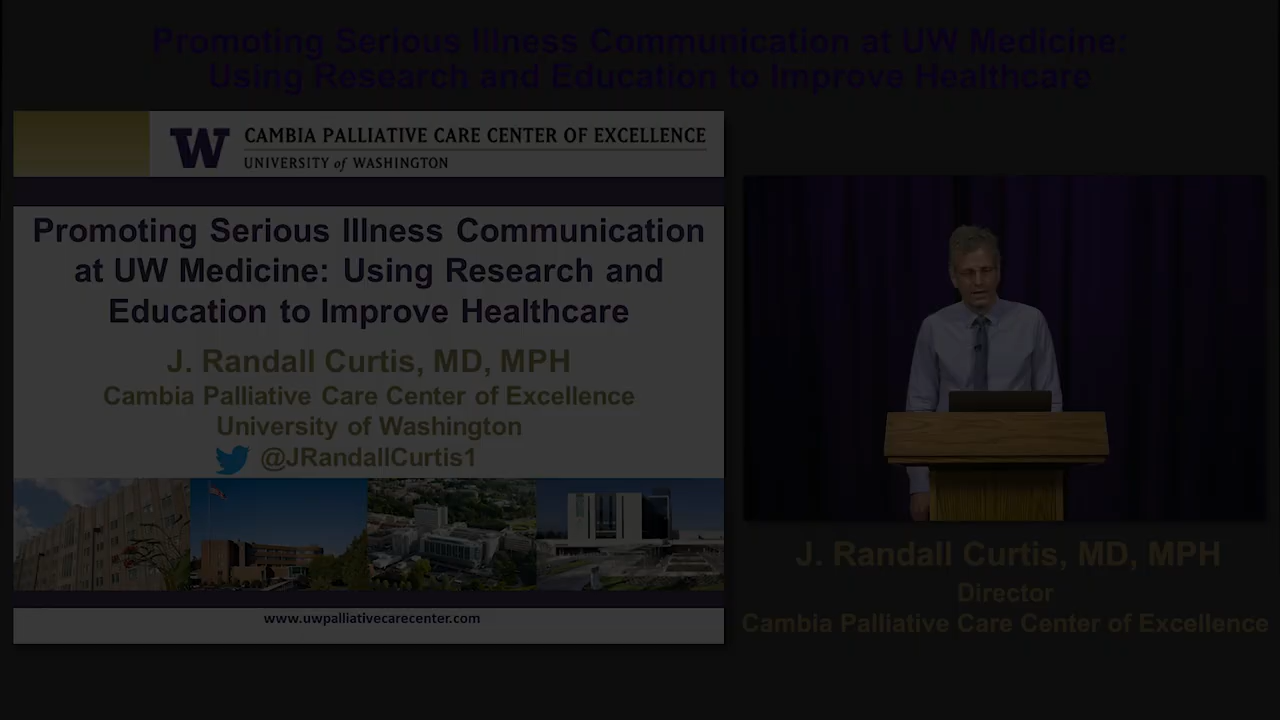 Promoting Serious Illness Communication at UW Medicine:
Using Research and Education to Improve Healthcare
W
CAMBIA PALLIATIVE CARE CENTER OF EXCELLENCE
UNIVERSITY of WASHINGTON
Promoting Serious Illness Communication
at UW Medicine: Using Research and
Education to Improve Healthcare
J. Randall Curtis, MD, MPH
Cambia Palliative Care Center of Excellence
University of Washington
@JRandallCurtis1
www.uwpalliativecarecenter.com
J. Randall Curtis, MD, MPH
Director
Cambia Palliative Care Center of Excellence